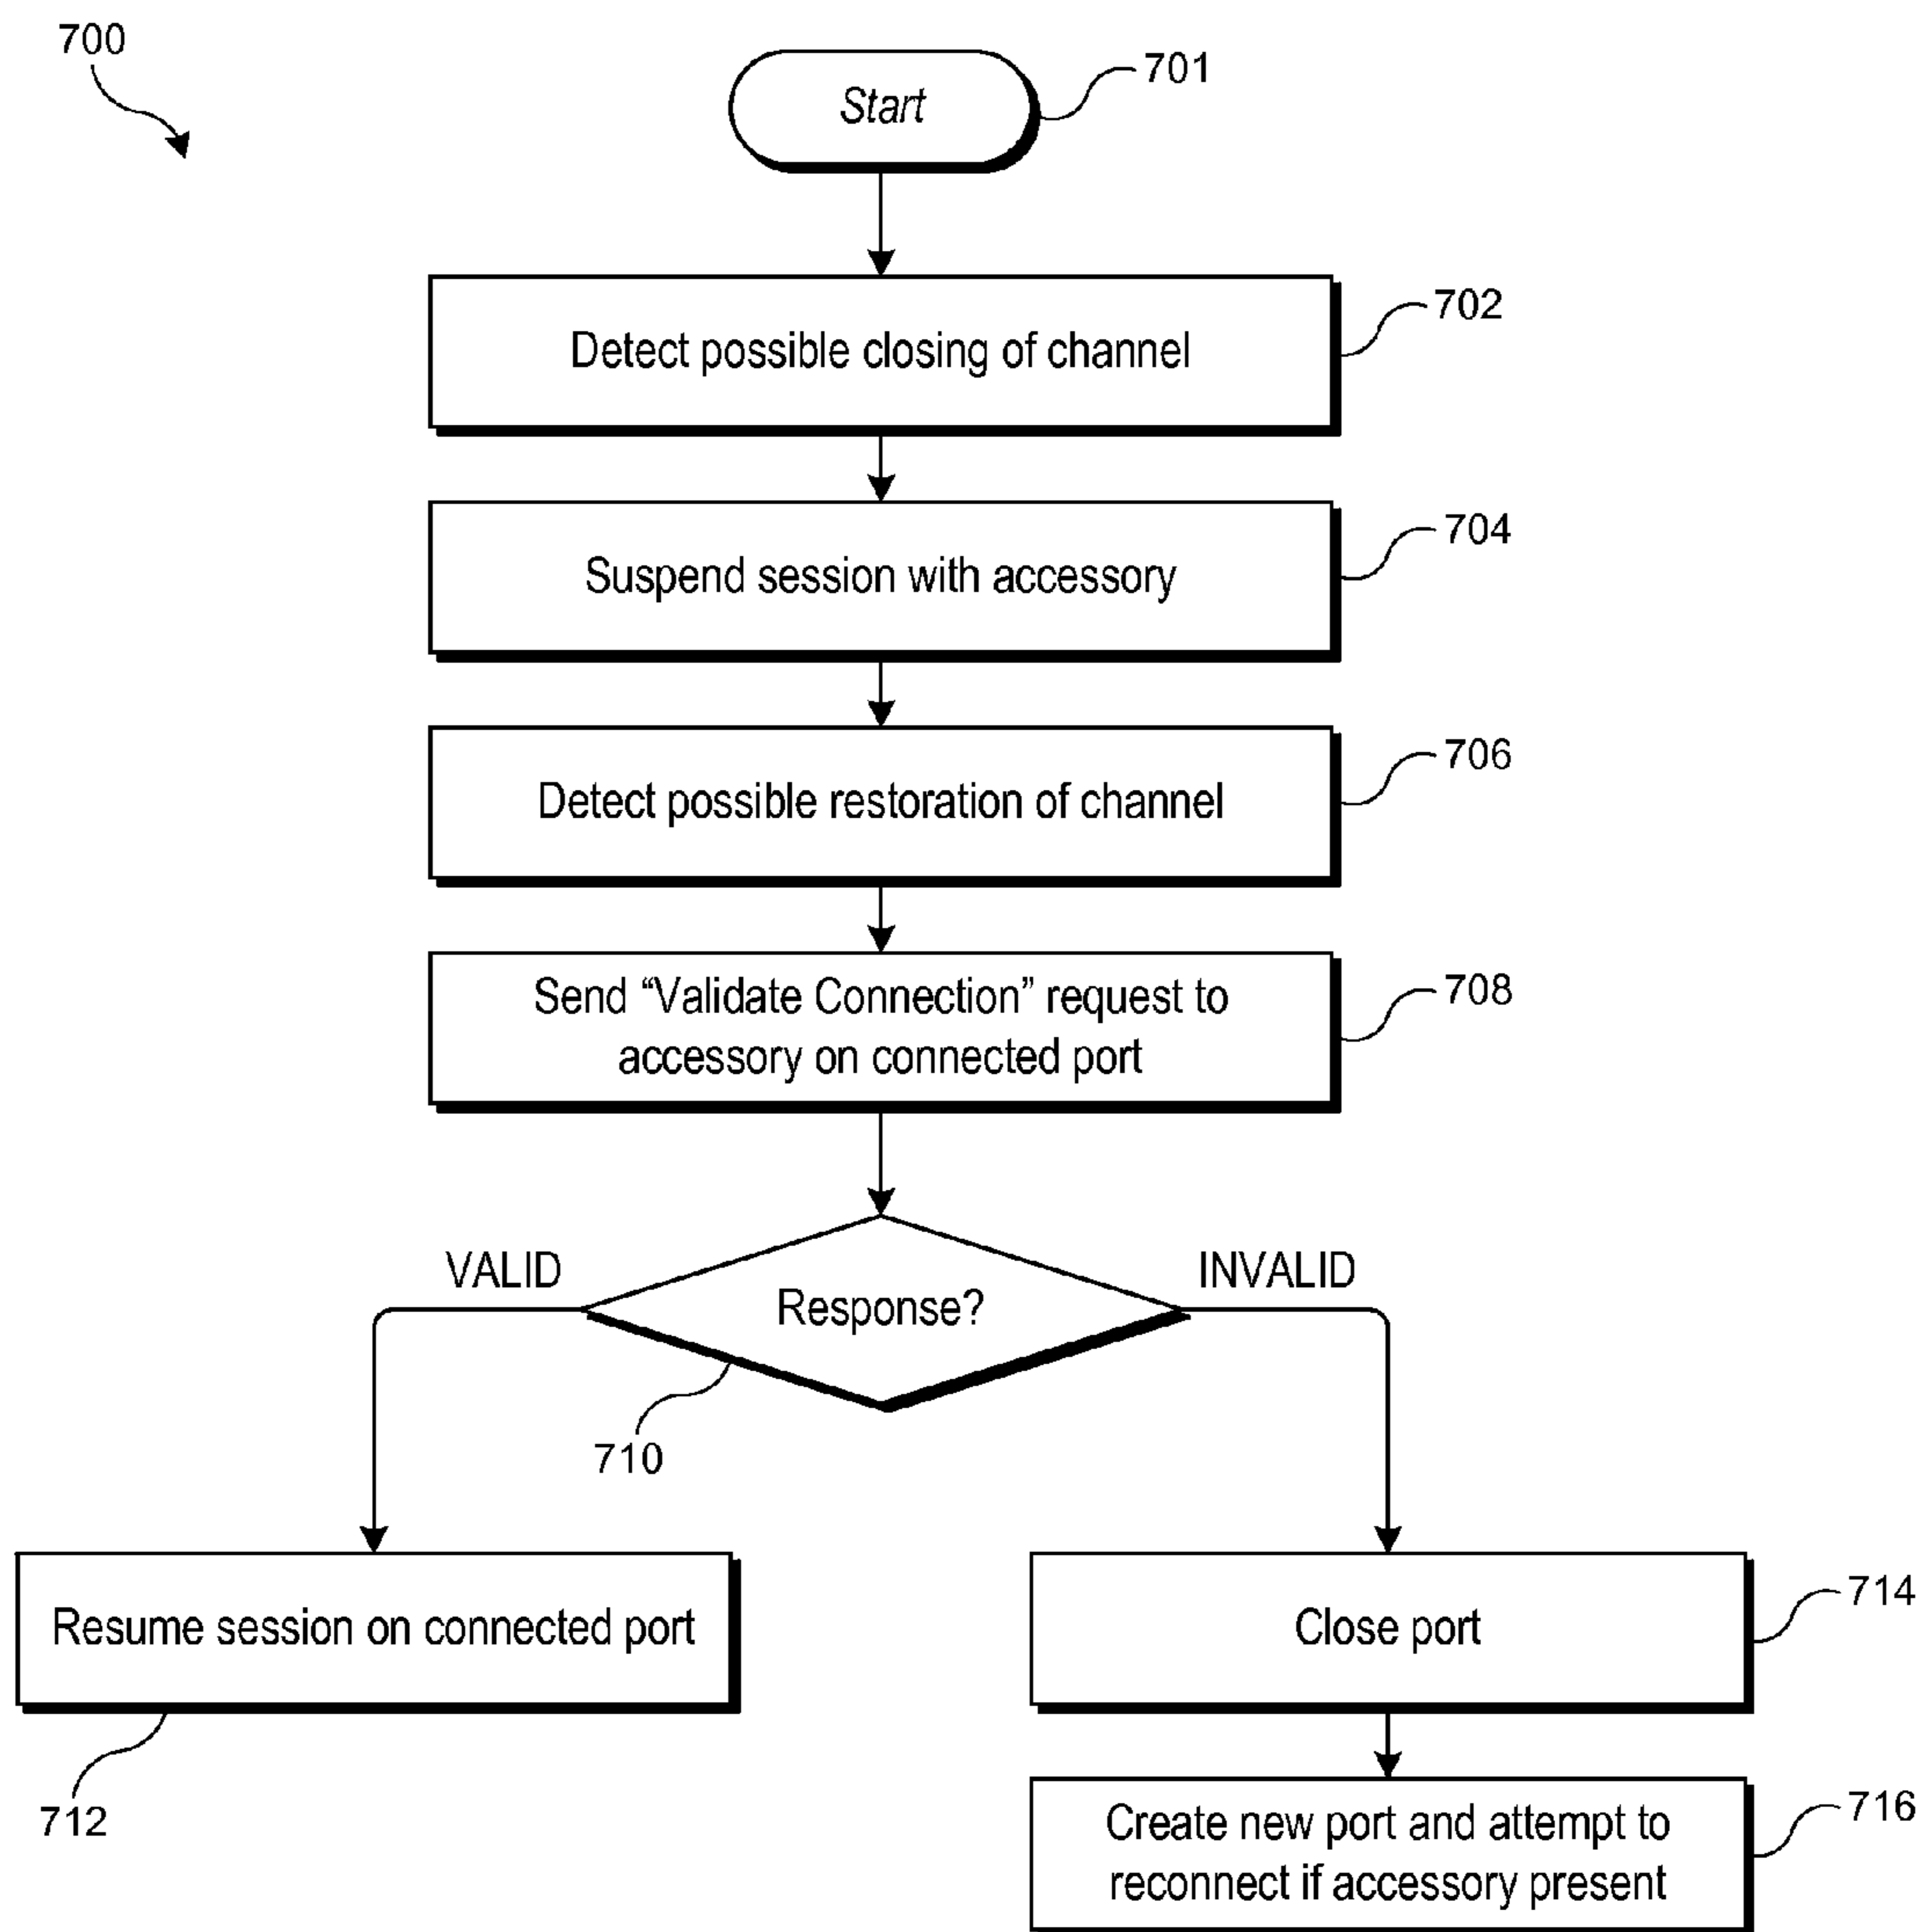 700
Start
701
Detect possible closing of channel
702
Suspend session with accessory
704
Detect possible restoration of channel
706
Send “Validate Connection” request to
accessory on connected port
708
VALID
Response?
INVALID
710
Resume session on connected port
712
Close port
714
Create new port and attempt to
reconnect if accessory present
716